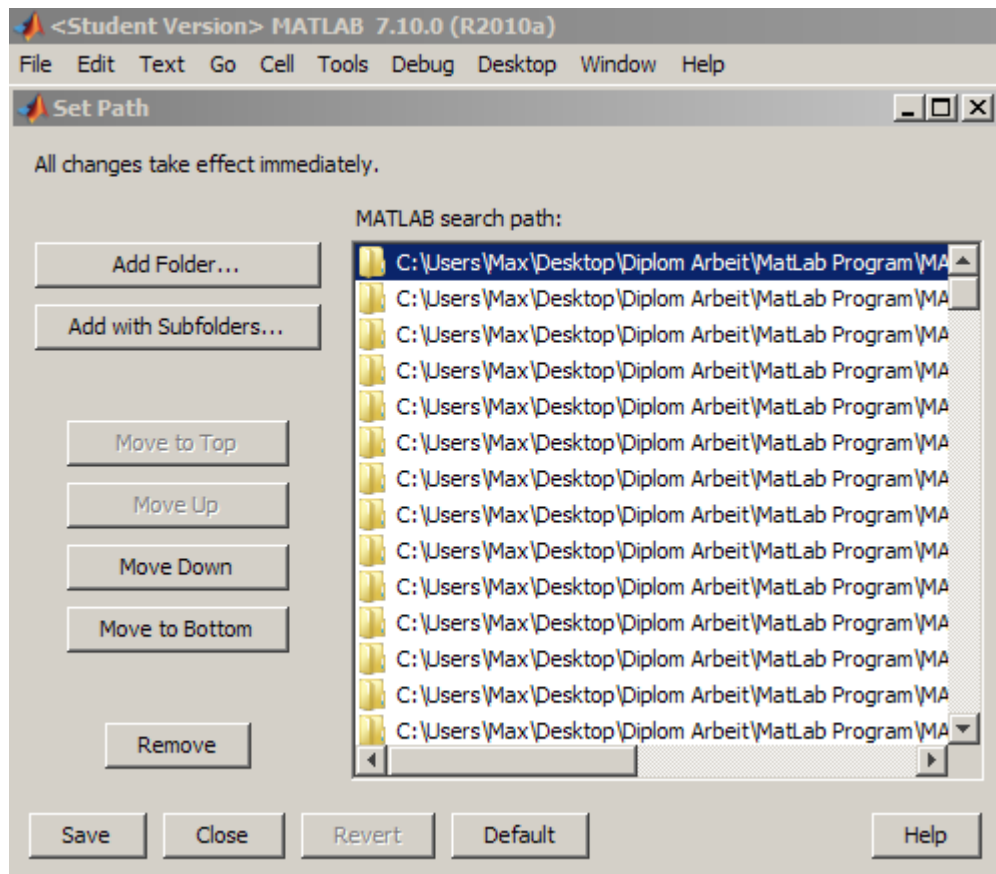 <Student Version> MATLAB 7.10.0 (R2010a)
File Edit Text Go Cell Tools Debug Desktop Window Help
Set Path
All changes take effect immediately.
MATLAB search path:
Add Folder...
Add with Subfolders...
Move to Top
Move Up
Move Down
Move to Bottom
Remove
C:\Users\Max\Desktop\Diplom Arbeit\MatLab Program\MA
C:\Users\Max\Desktop\Diplom Arbeit\MatLab Program\MA
C:\Users\Max\Desktop\Diplom Arbeit\MatLab Program\MA
C:\Users\Max\Desktop\Diplom Arbeit\MatLab Program\MA
C:\Users\Max\Desktop\Diplom Arbeit\MatLab Program\MA
C:\Users\Max\Desktop\Diplom Arbeit\MatLab Program\MA
C:\Users\Max\Desktop\Diplom Arbeit\MatLab Program\MA
C:\Users\Max\Desktop\Diplom Arbeit\MatLab Program\MA
C:\Users\Max\Desktop\Diplom Arbeit\MatLab Program\MA
C:\Users\Max\Desktop\Diplom Arbeit\MatLab Program\MA
C:\Users\Max\Desktop\Diplom Arbeit\MatLab Program\MA
C:\Users\Max\Desktop\Diplom Arbeit\MatLab Program\MA
C:\Users\Max\Desktop\Diplom Arbeit\MatLab Program\MA
C:\Users\Max\Desktop\Diplom Arbeit\MatLab Program\MA
Save Close Revert Default Help